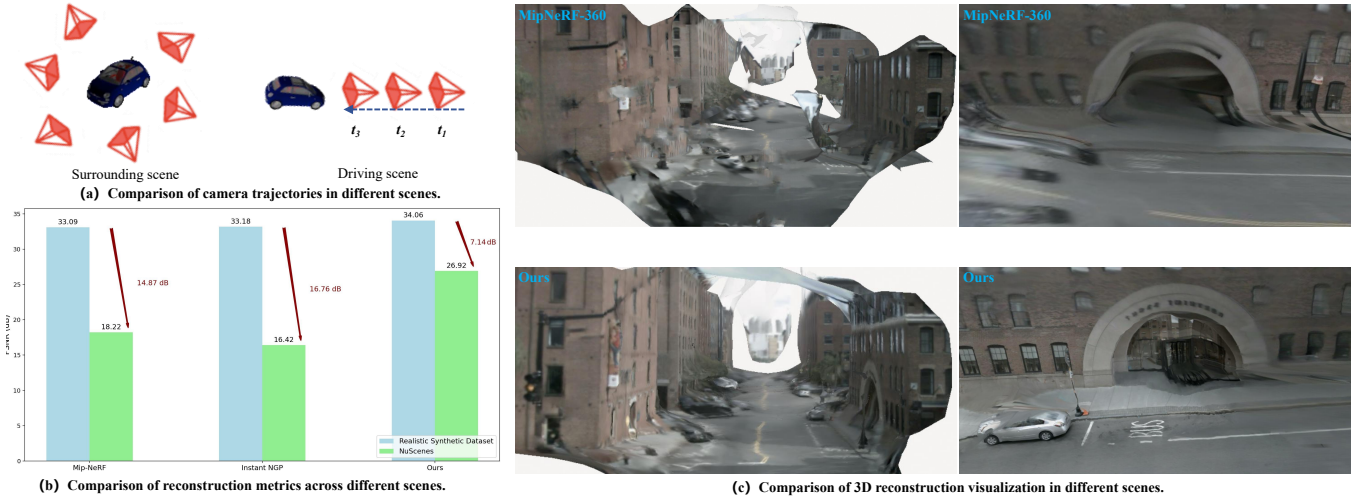 t3
t2
t1
Surrounding scene
Driving scene
(a) Comparison of camera trajectories in different scenes.
35
30
25
20
15
10
5
0
33.09
14.87 dB
18.22
33.18
16.76 dB
16.42
34.06
7.14 dB
26.92
Realistic Synthetic Dataset
NuScenes
Mip-NeRF
Instant NGP
Ours
(b) Comparison of reconstruction metrics across different scenes.
MipNeRF-360
MipNeRF-360
Ours
Ours
BUS
(c) Comparison of 3D reconstruction visualization in different scenes.